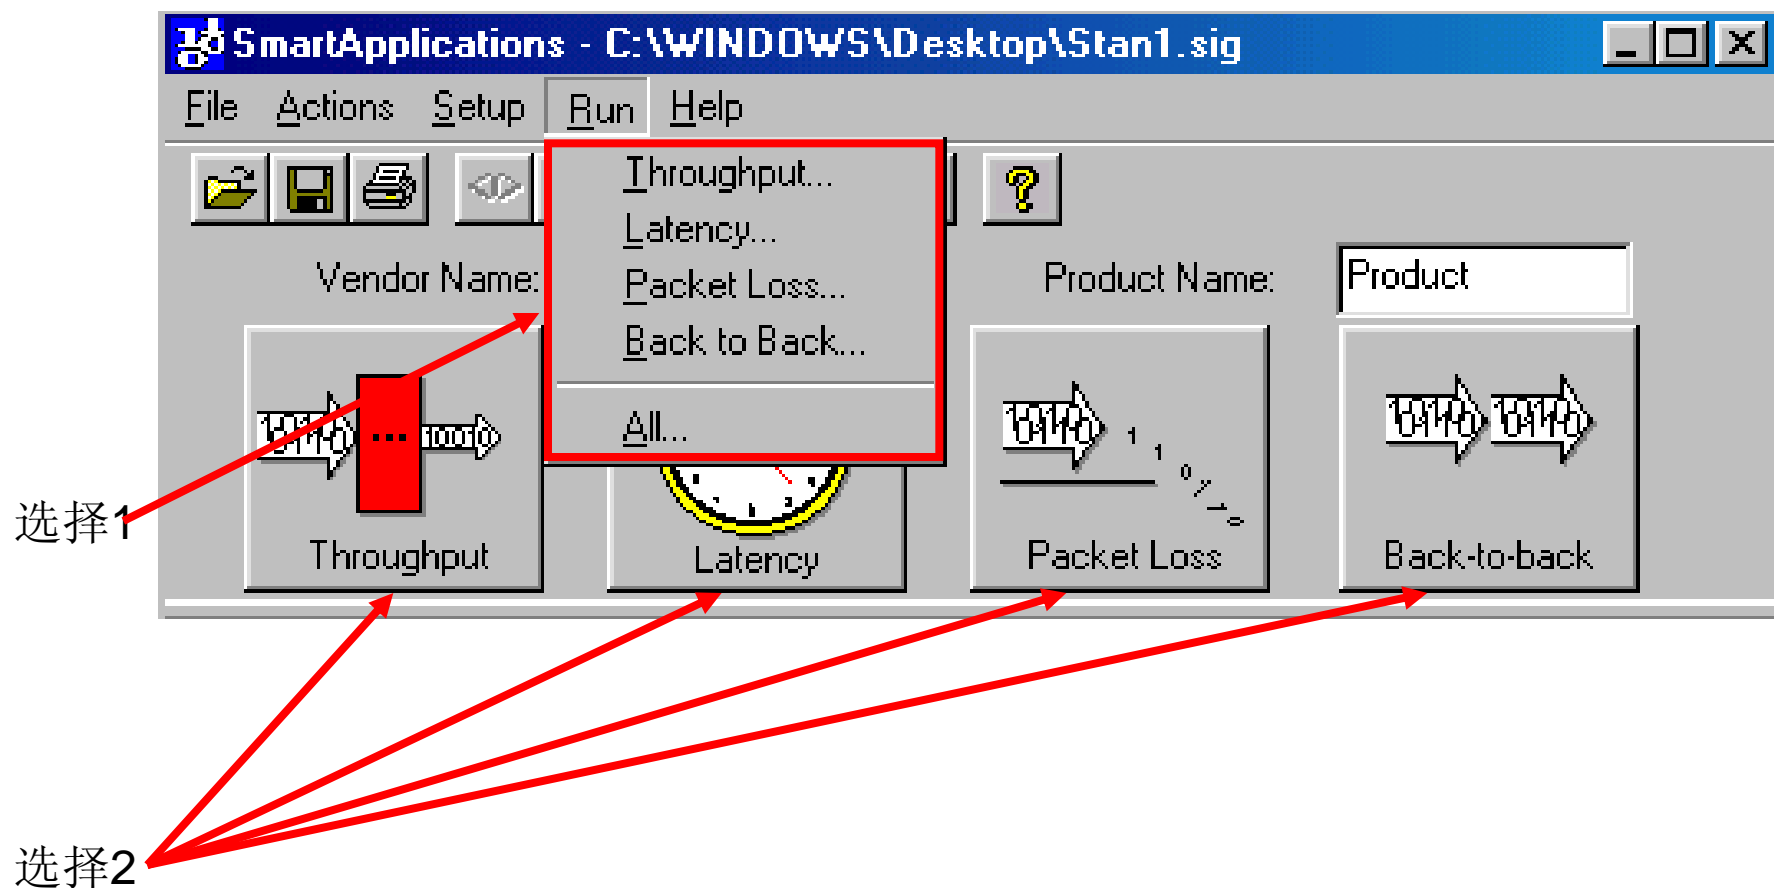 SmartApplications - C:\WINDOWS\Desktop\Stan1.sig
File Actions Setup Run Help
Throughput...
Latency...
Packet Loss...
Back to Back...
All...
Vendor Name:
Product Name:
Product
10010
Throughput
Latency
Packet Loss
Back-to-back
选择1
选择2